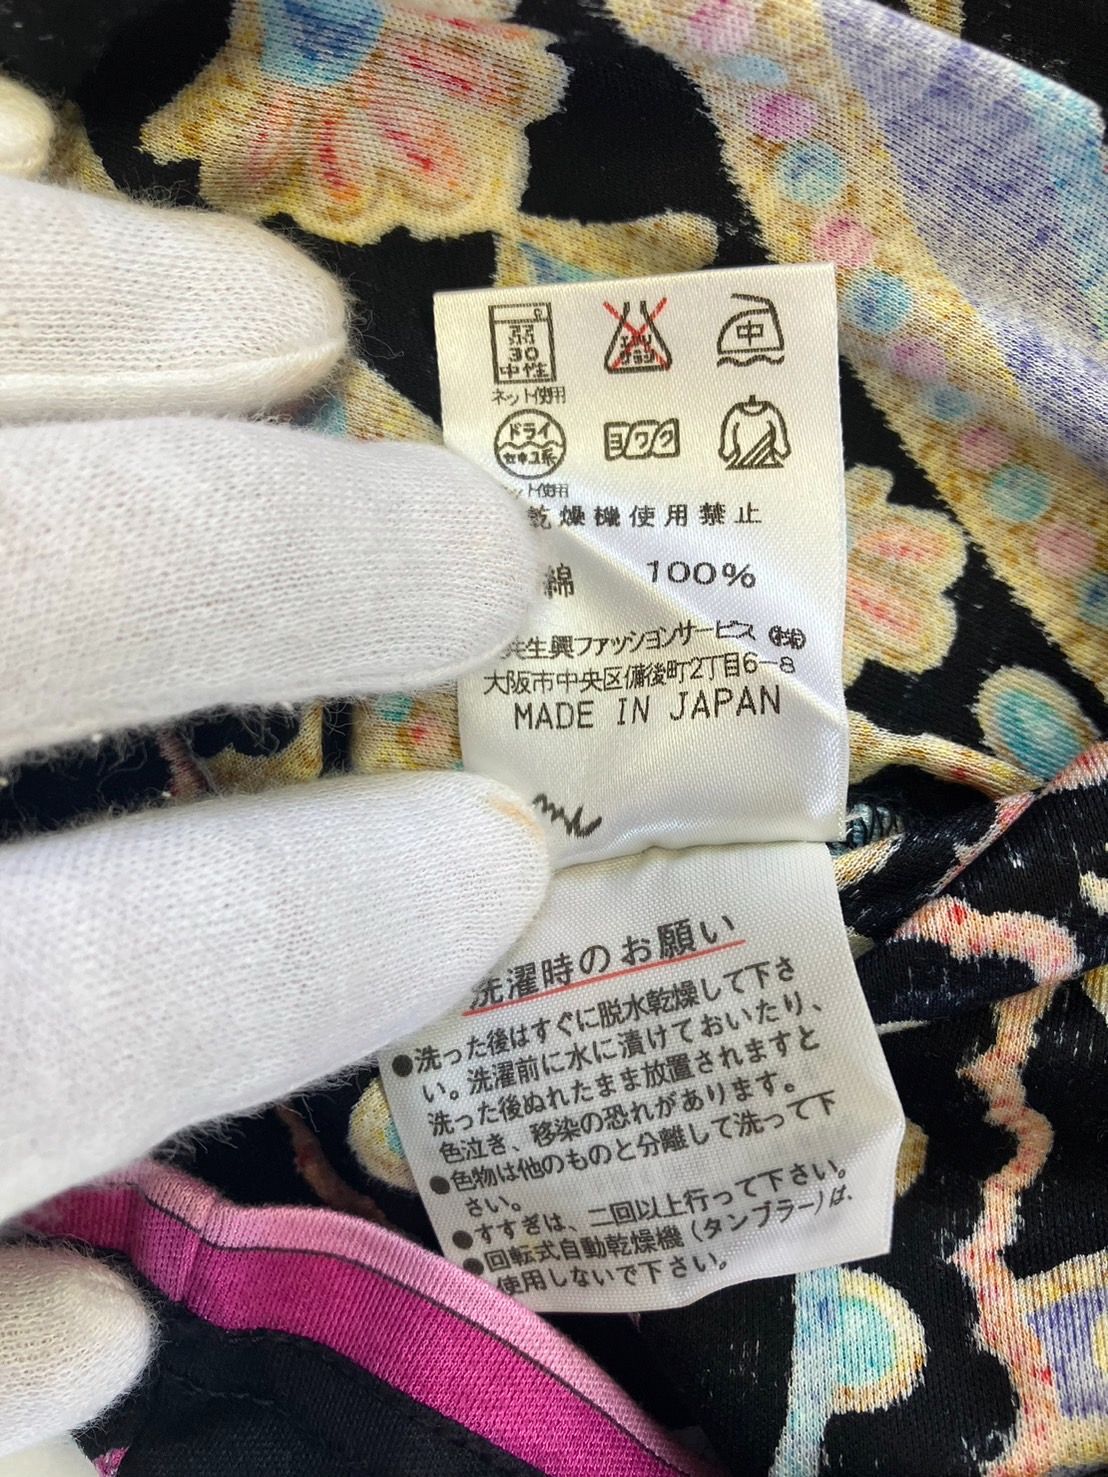 弱
30
中性
エンソ
サラシ
中
ネット使用
ドライ
セキユ系
ヨワク
ット使用
乾燥機使用禁止
綿 100%
共生興ファッションサービス ㈱
大阪市中央区備後町2丁目6-8
MADE IN JAPAN
洗濯時のお願い
●洗った後はすぐに脱水乾燥して下さ
い。洗濯前に水に漬けておいたり、
洗った後ぬれたまま放置されますと
色泣き、移染の恐れがあります。
●色物は他のものと分離して洗って下
さい。
●すすぎは、二回以上行って下さい。
●回転式自動乾燥機(タンブラー)は、
使用しないで下さい。